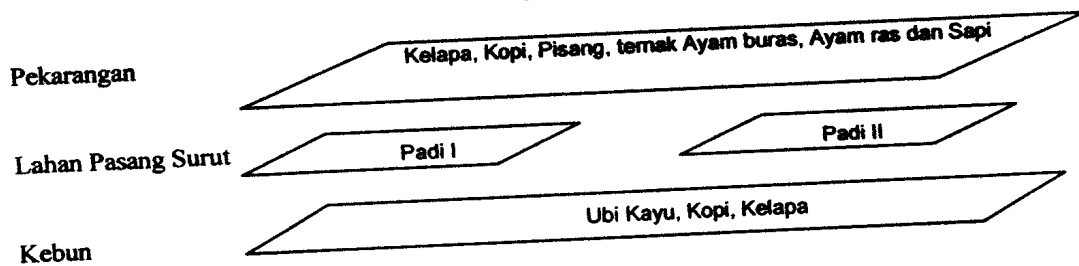 Pekarangan
Kelapa, Kopi, Pisang, ternak Ayam buras, Ayam ras dan Sapi
Lahan Pasang Surut
Padi I
Padi II
Kebun
Ubi Kayu, Kopi, Kelapa